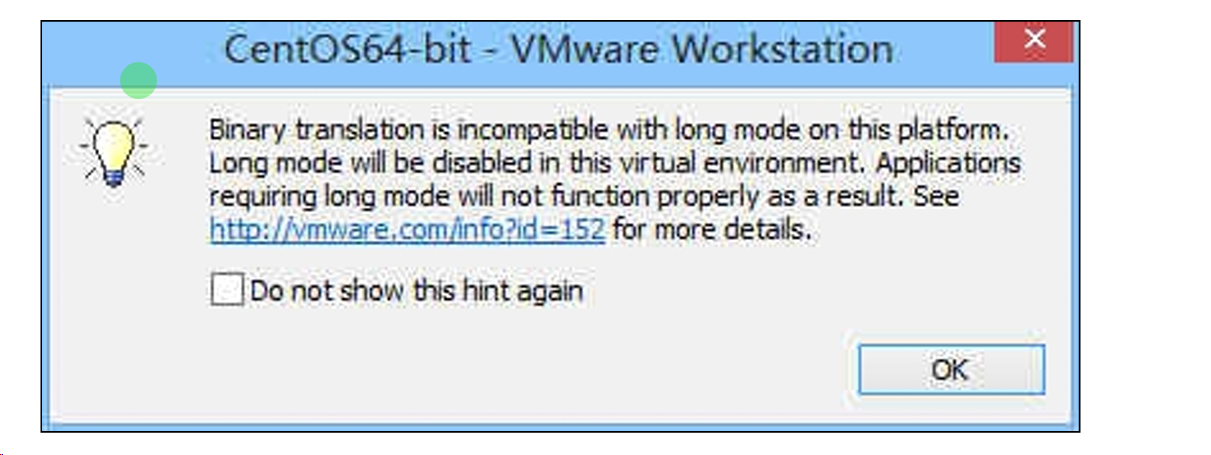 CentOS64-bit - VMware Workstation
Binary translation is incompatible with long mode on this platform.
Long mode will be disabled in this virtual environment. Applications
requiring long mode will not function properly as a result. See
http://vmware.com/info?id=152 for more details.
Do not show this hint again
OK